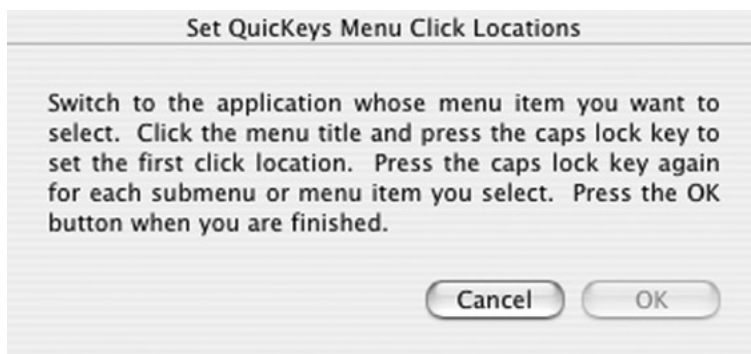 Set QuicKeys Menu Click Locations
Switch to the application whose menu item you want to
select. Click the menu title and press the caps lock key to
set the first click location. Press the caps lock key again
for each submenu or menu item you select. Press the OK
button when you are finished.
Cancel OK